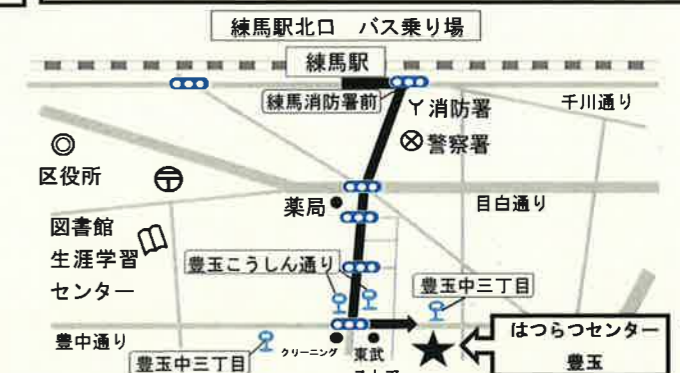 練馬駅北口　バス乗り場
練馬駅
練馬消防署前
消防署
千川通り
警察署
区役所
薬局
目白通り
図書館
生涯学習
センター
豊玉こうしん通り
豊玉中三丁目
豊中通り
はつらつセンター
豊玉
クリーニング
東武
豊玉中三丁目